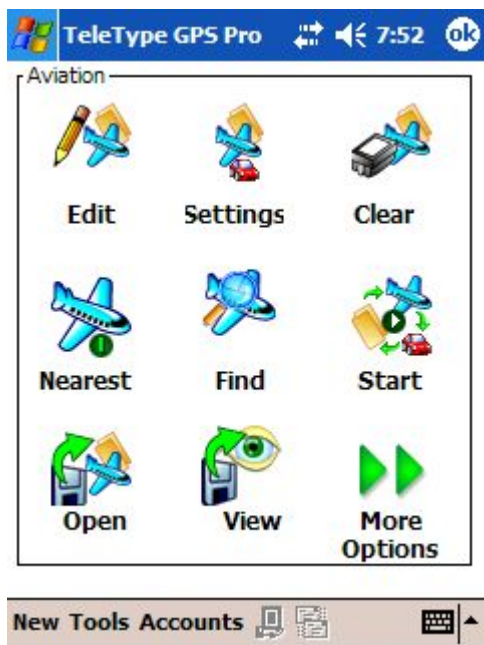 TeleType GPS Pro 7:52 ok
Aviation
Edit Settings Clear
Nearest Find Start
Open View More Options
New Tools Accounts